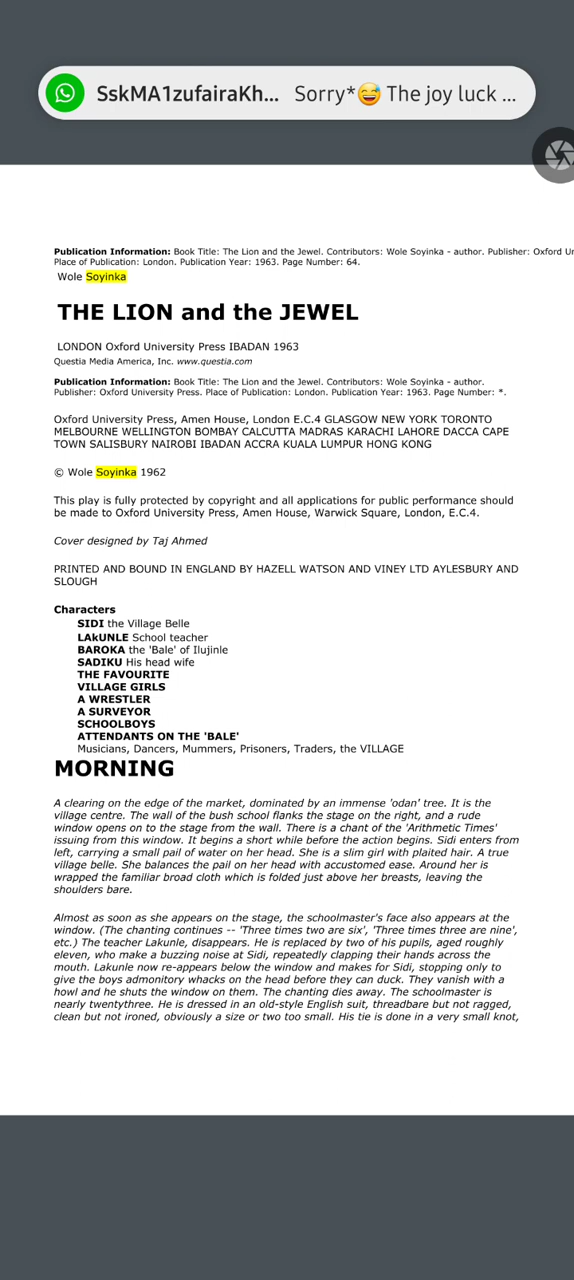 SskMA1zufairaKh... Sorry*😅 The joy luck ...
Publication Information: Book Title: The Lion and the Jewel. Contributors: Wole Soyinka - author. Publisher: Oxford Un
Place of Publication: London. Publication Year: 1963. Page Number: 64.
Wole Soyinka
THE LION and the JEWEL
LONDON Oxford University Press IBADAN 1963
Questia Media America, Inc. www.questia.com
Publication Information: Book Title: The Lion and the Jewel. Contributors: Wole Soyinka - author.
Publisher: Oxford University Press. Place of Publication: London. Publication Year: 1963. Page Number: *.
Oxford University Press, Amen House, London E.C.4 GLASGOW NEW YORK TORONTO
MELBOURNE WELLINGTON BOMBAY CALCUTTA MADRAS KARACHI LAHORE DACCA CAPE
TOWN SALISBURY NAIROBI IBADAN ACCRA KUALA LUMPUR HONG KONG
© Wole Soyinka 1962
This play is fully protected by copyright and all applications for public performance should
be made to Oxford University Press, Amen House, Warwick Square, London, E.C.4.
Cover designed by Taj Ahmed
PRINTED AND BOUND IN ENGLAND BY HAZELL WATSON AND VINEY LTD AYLESBURY AND
SLOUGH
Characters
SIDI the Village Belle
LAkUNLE School teacher
BAROKA the 'Bale' of Ilujinle
SADIKU His head wife
THE FAVOURITE
VILLAGE GIRLS
A WRESTLER
A SURVEYOR
SCHOOLBOYS
ATTENDANTS ON THE 'BALE'
Musicians, Dancers, Mummers, Prisoners, Traders, the VILLAGE
MORNING
A clearing on the edge of the market, dominated by an immense 'odan' tree. It is the
village centre. The wall of the bush school flanks the stage on the right, and a rude
window opens on to the stage from the wall. There is a chant of the 'Arithmetic Times'
issuing from this window. It begins a short while before the action begins. Sidi enters from
left, carrying a small pail of water on her head. She is a slim girl with plaited hair. A true
village belle. She balances the pail on her head with accustomed ease. Around her is
wrapped the familiar broad cloth which is folded just above her breasts, leaving the
shoulders bare.
Almost as soon as she appears on the stage, the schoolmaster's face also appears at the
window. (The chanting continues -- 'Three times two are six', 'Three times three are nine',
etc.) The teacher Lakunle, disappears. He is replaced by two of his pupils, aged roughly
eleven, who make a buzzing noise at Sidi, repeatedly clapping their hands across the
mouth. Lakunle now re-appears below the window and makes for Sidi, stopping only to
give the boys admonitory whacks on the head before they can duck. They vanish with a
howl and he shuts the window on them. The chanting dies away. The schoolmaster is
nearly twentythree. He is dressed in an old-style English suit, threadbare but not ragged,
clean but not ironed, obviously a size or two too small. His tie is done in a very small knot,